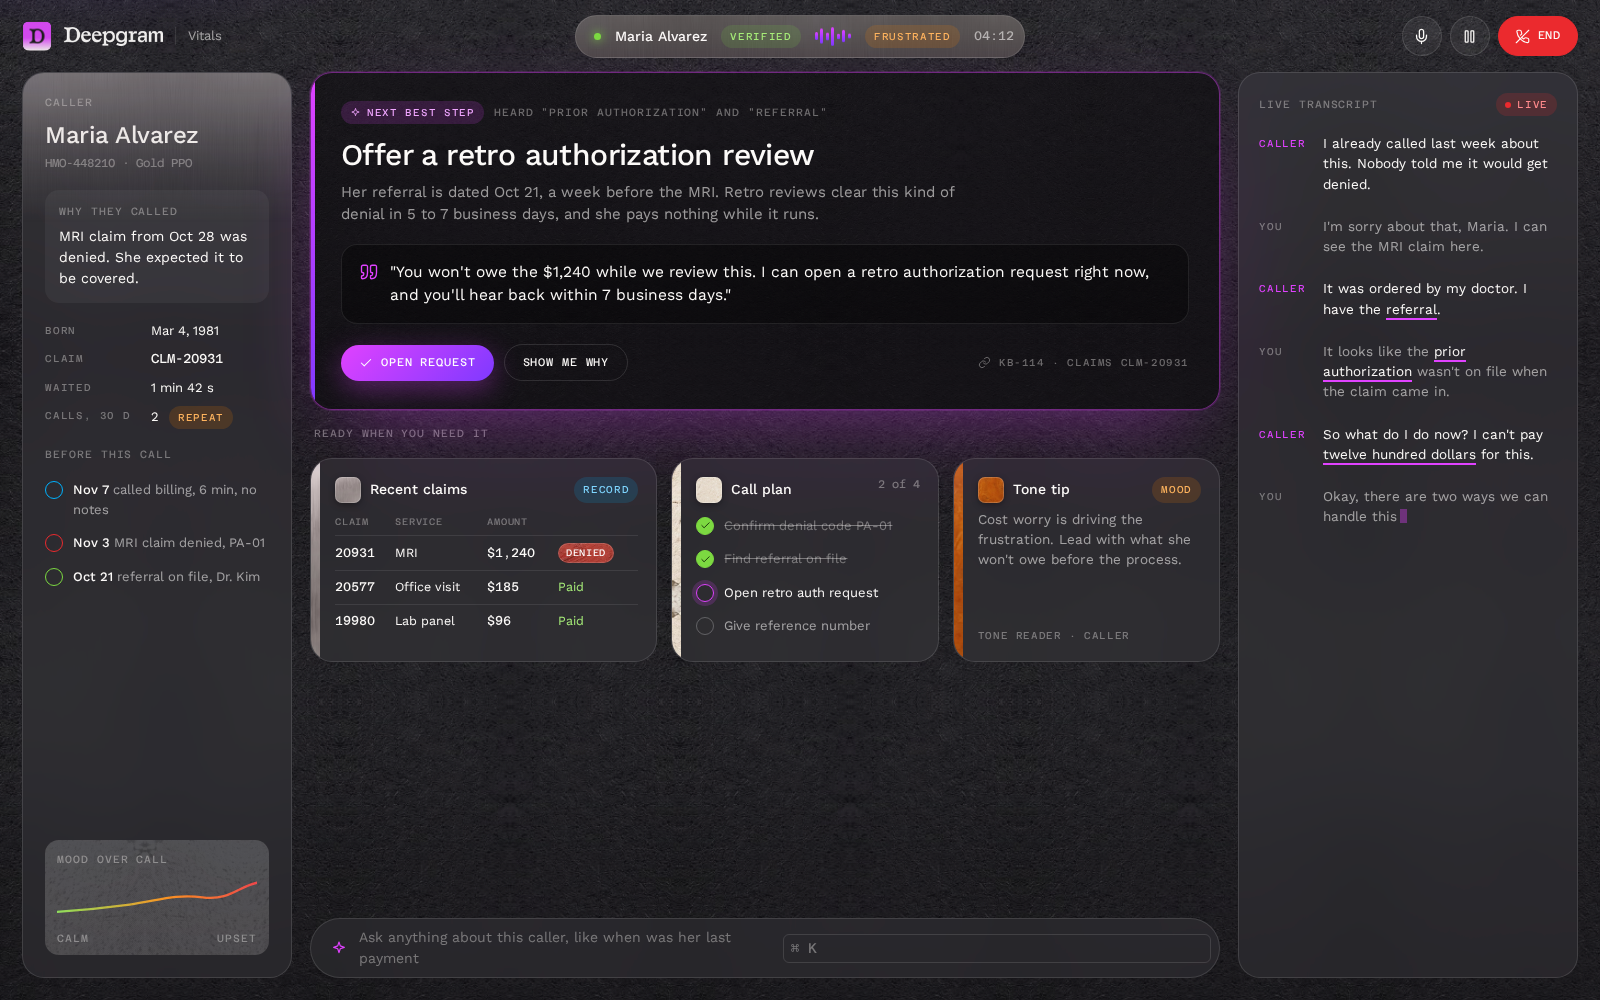 D Deepgram Vitals
Maria Alvarez VERIFIED FRUSTRATED 04:12
END
CALLER
Maria Alvarez
HMO-448210 · Gold PPO
WHY THEY CALLED
MRI claim from Oct 28 was
denied. She expected it to
be covered.
BORN Mar 4, 1981
CLAIM CLM-20931
WAITED 1 min 42 s
CALLS, 30 D 2 REPEAT
BEFORE THIS CALL
Nov 7 called billing, 6 min, no
notes
Nov 3 MRI claim denied, PA-01
Oct 21 referral on file, Dr. Kim
MOOD OVER CALL
CALM UPSET
NEXT BEST STEP HEARD "PRIOR AUTHORIZATION" AND "REFERRAL"
Offer a retro authorization review
Her referral is dated Oct 21, a week before the MRI. Retro reviews clear this kind of
denial in 5 to 7 business days, and she pays nothing while it runs.
"You won't owe the $1,240 while we review this. I can open a retro authorization request right now,
and you'll hear back within 7 business days."
OPEN REQUEST SHOW ME WHY KB-114 · CLAIMS CLM-20931
READY WHEN YOU NEED IT
Recent claims RECORD
CLAIM SERVICE AMOUNT
20931 MRI $1,240 DENIED
20577 Office visit $185 Paid
19980 Lab panel $96 Paid
Call plan 2 of 4
Confirm denial code PA-01
Find referral on file
Open retro auth request
Give reference number
Tone tip MOOD
Cost worry is driving the
frustration. Lead with what she
won't owe before the process.
TONE READER · CALLER
Ask anything about this caller, like when was her last
payment
⌘ K
LIVE TRANSCRIPT LIVE
CALLER I already called last week about
this. Nobody told me it would get
denied.
YOU I'm sorry about that, Maria. I can
see the MRI claim here.
CALLER It was ordered by my doctor. I
have the referral.
YOU It looks like the prior
authorization wasn't on file when
the claim came in.
CALLER So what do I do now? I can't pay
twelve hundred dollars for this.
YOU Okay, there are two ways we can
handle this